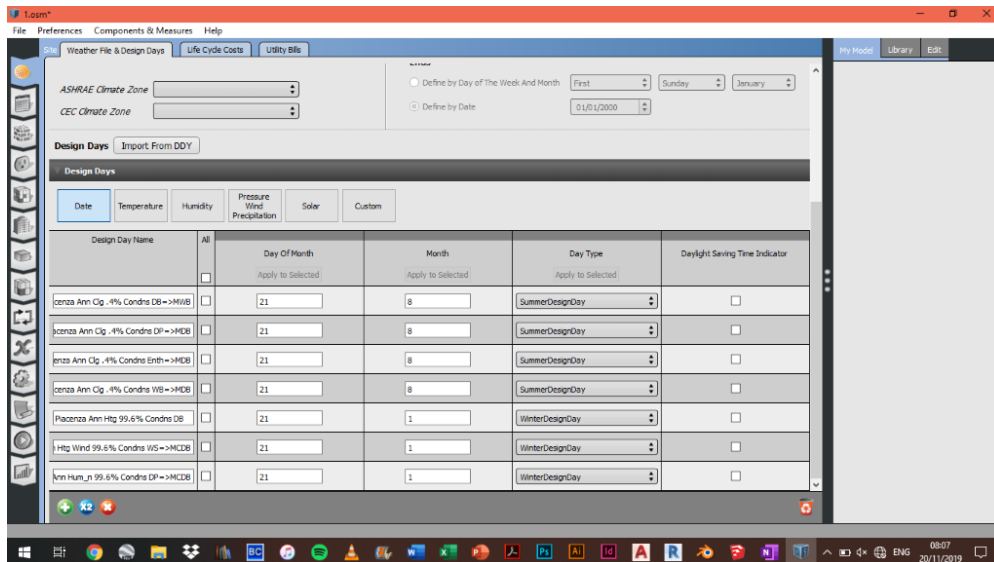 1.osm*
File Preferences Components & Measures Help
Site Weather File & Design Days Life Cycle Costs Utility Bills My Model Library Edit
Ends
ASHRAE Climate Zone Define by Day of The Week And Month First Sunday January
CEC Climate Zone Define by Date 01/01/2000
Design Days Import From DDY
Design Days
Date Temperature Humidity Pressure Wind Precipitation Solar Custom
Design Day Name All Day Of Month Month Day Type Daylight Saving Time Indicator
Apply to Selected Apply to Selected Apply to Selected
cenza Ann Clg .4% Condns DB=>MWB 21 8 SummerDesignDay
cenza Ann Clg .4% Condns DP=>MDB 21 8 SummerDesignDay
enza Ann Clg .4% Condns Enth=>MDB 21 8 SummerDesignDay
cenza Ann Clg .4% Condns WB=>MDB 21 8 SummerDesignDay
Piacenza Ann Htg 99.6% Condns DB 21 1 WinterDesignDay
Htg Wind 99.6% Condns WS=>MCDB 21 1 WinterDesignDay
Ann Hum_n 99.6% Condns DP=>MCDB 21 1 WinterDesignDay
X2
BC W X P Ps Ai Id A R N ENG 08:07
20/11/2019